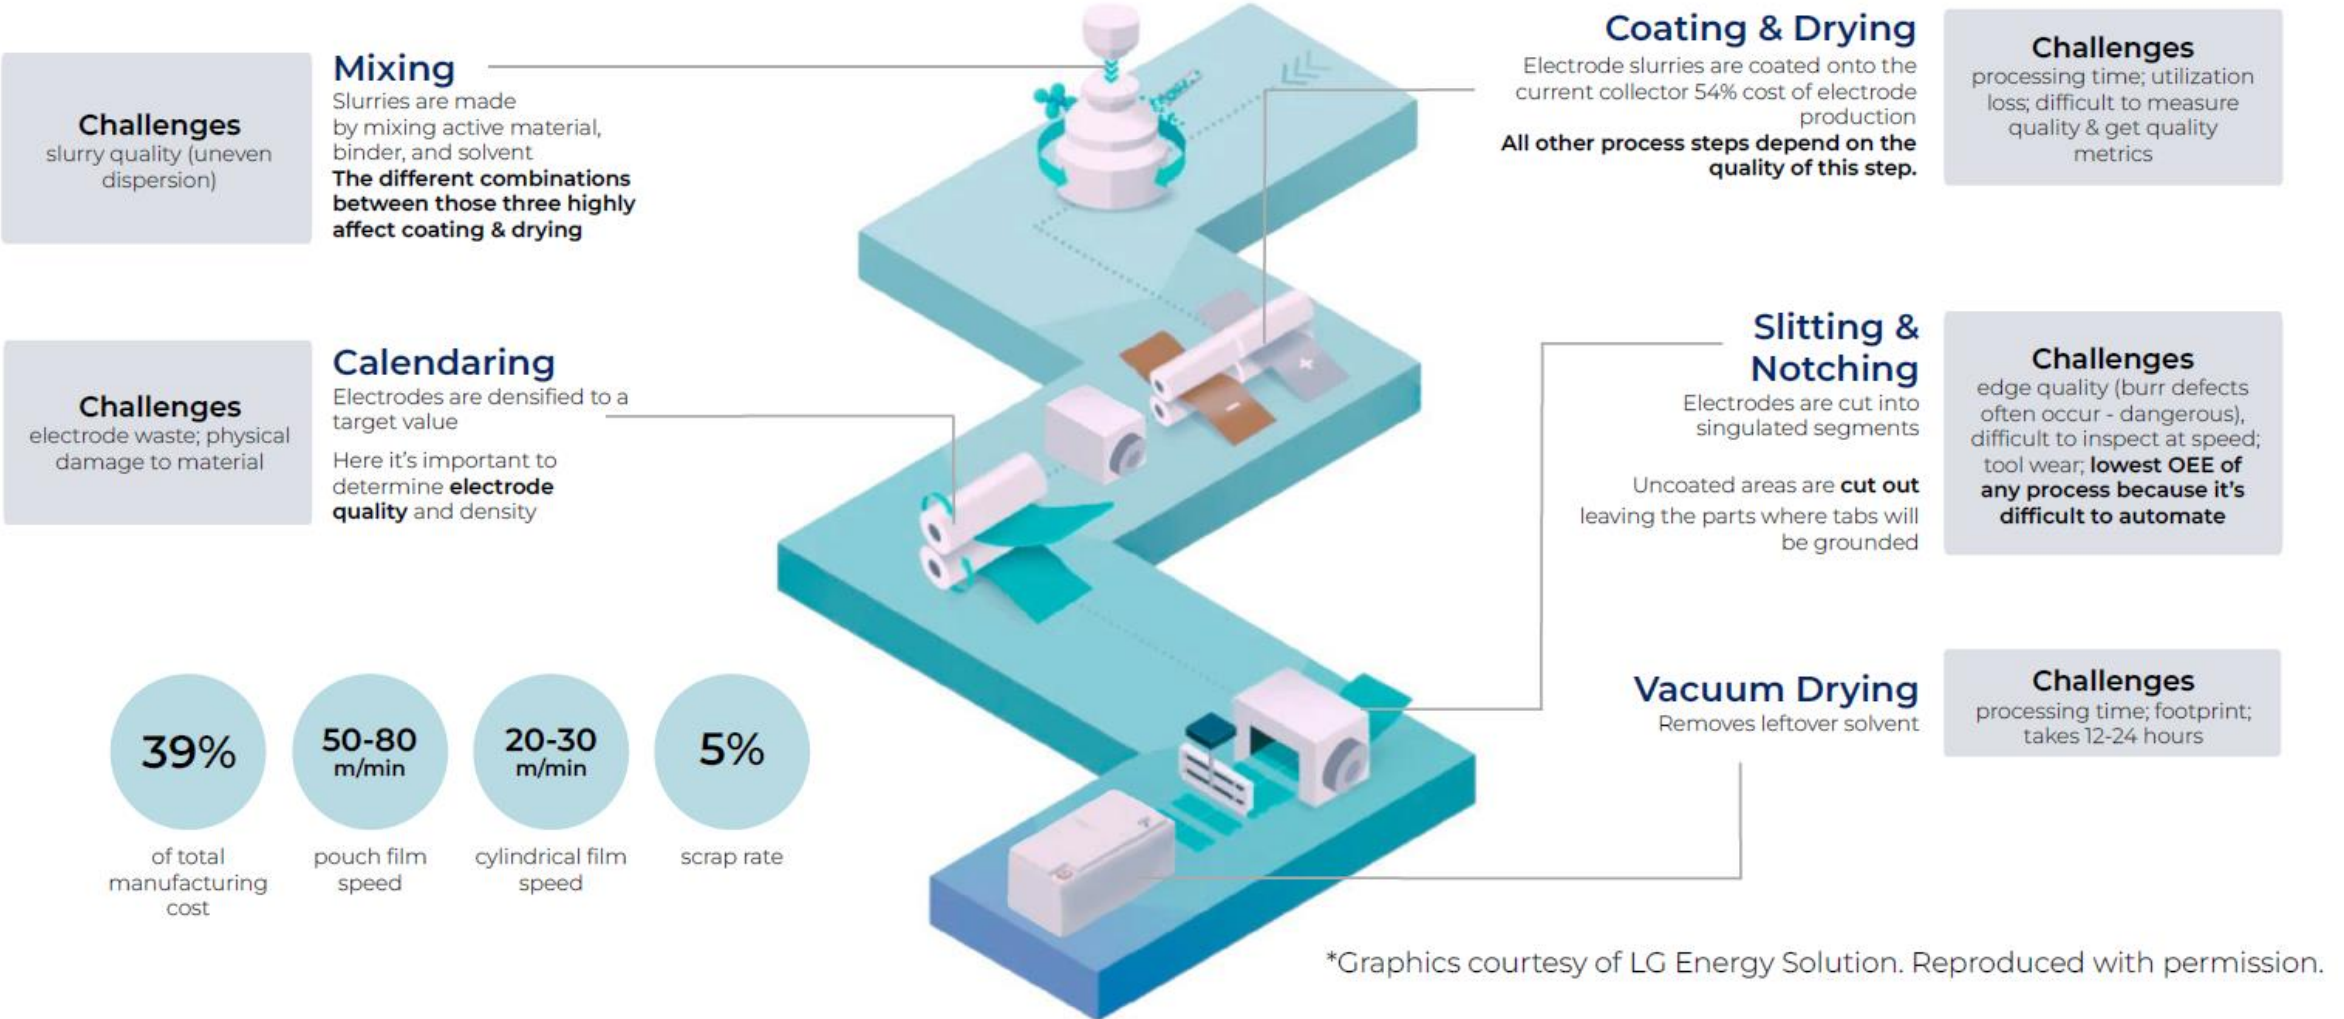 Mixing
Slurries are made
by mixing active material,
binder, and solvent
The different combinations
between those three highly
affect coating & drying
Challenges
slurry quality (uneven
dispersion)
Coating & Drying
Electrode slurries are coated onto the
current collector 54% cost of electrode
production
All other process steps depend on the
quality of this step.
Challenges
processing time; utilization
loss; difficult to measure
quality & get quality
metrics
Calendaring
Electrodes are densified to a
target value
Here it's important to
determine electrode
quality and density
Challenges
electrode waste; physical
damage to material
+
-
Slitting &
Notching
Electrodes are cut into
singulated segments
Uncoated areas are cut out
leaving the parts where tabs will
be grounded
Challenges
edge quality (burr defects
often occur - dangerous),
difficult to inspect at speed;
tool wear; lowest OEE of
any process because it's
difficult to automate
Vacuum Drying
Removes leftover solvent
Challenges
processing time; footprint;
takes 12-24 hours
39%
of total
manufacturing
cost
50-80
m/min
pouch film
speed
20-30
m/min
cylindrical film
speed
5%
scrap rate
*Graphics courtesy of LG Energy Solution. Reproduced with permission.